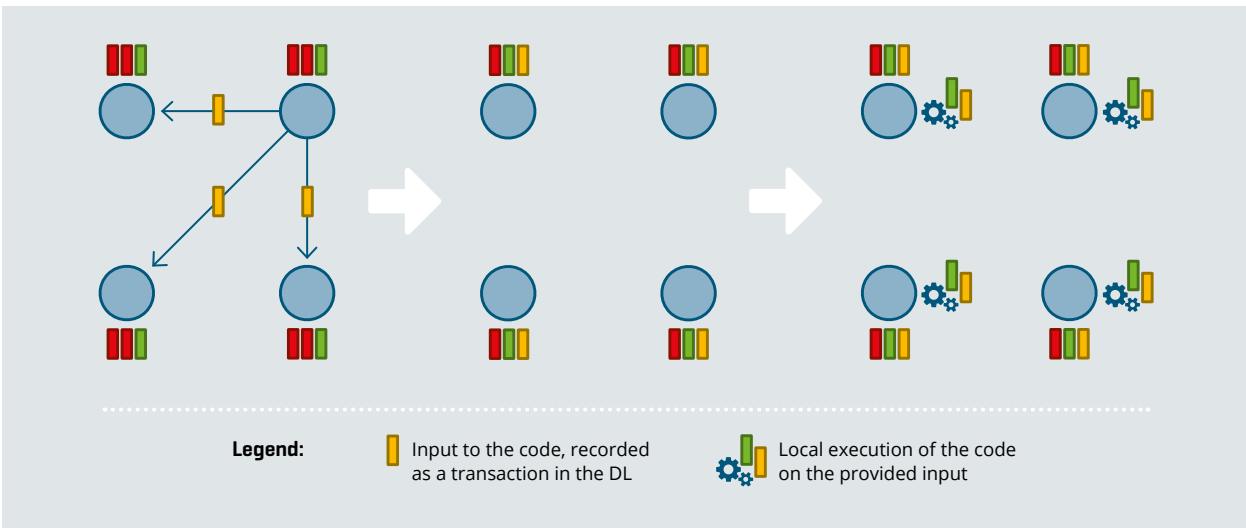 Legend:
Input to the code, recorded
as a transaction in the DL
Local execution of the code
on the provided input